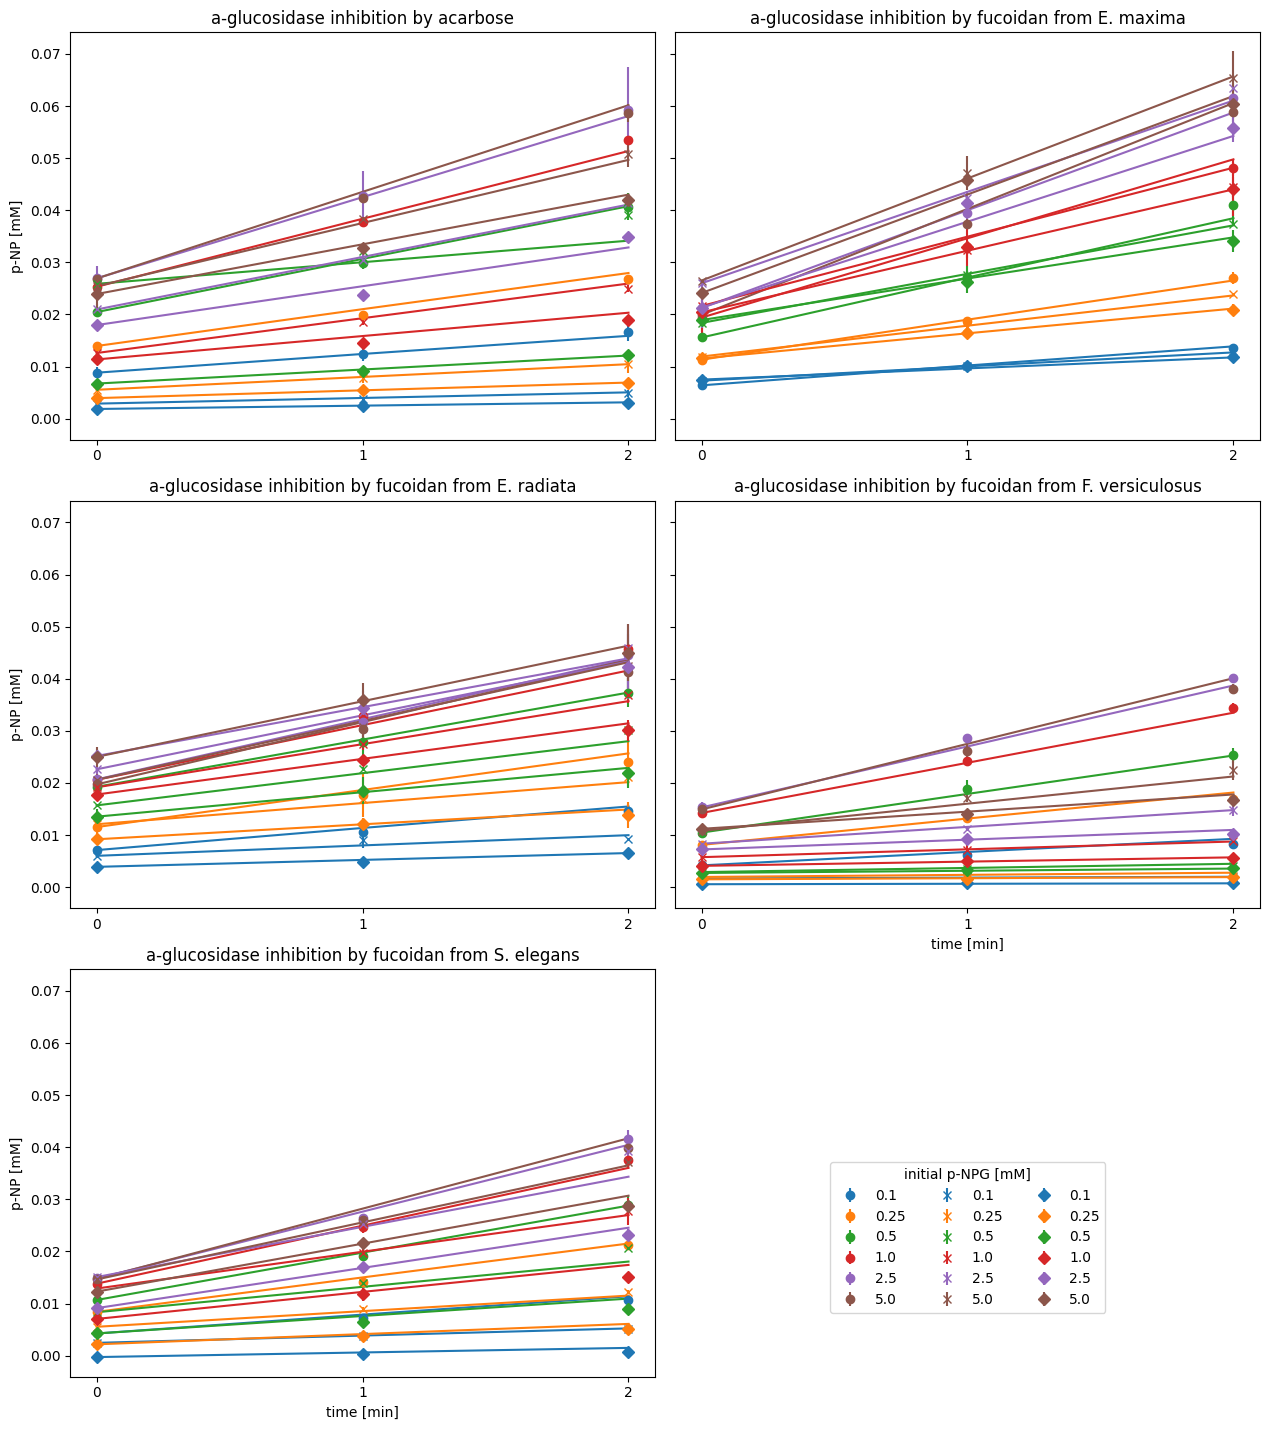 a-glucosidase inhibition by acarbose
a-glucosidase inhibition by fucoidan from E. maxima
0.07
0.06
0.05
0.04
0.03
0.02
0.01
0.00
p-NP [mM]
0 1 2
0 1 2
a-glucosidase inhibition by fucoidan from E. radiata
a-glucosidase inhibition by fucoidan from F. versiculosus
0.07
0.06
0.05
0.04
0.03
0.02
0.01
0.00
p-NP [mM]
0 1 2
0 1 2
time [min]
a-glucosidase inhibition by fucoidan from S. elegans
0.07
0.06
0.05
0.04
0.03
0.02
0.01
0.00
p-NP [mM]
0 1 2
time [min]
initial p-NPG [mM]
0.1 0.1 0.1
0.25 0.25 0.25
0.5 0.5 0.5
1.0 1.0 1.0
2.5 2.5 2.5
5.0 5.0 5.0